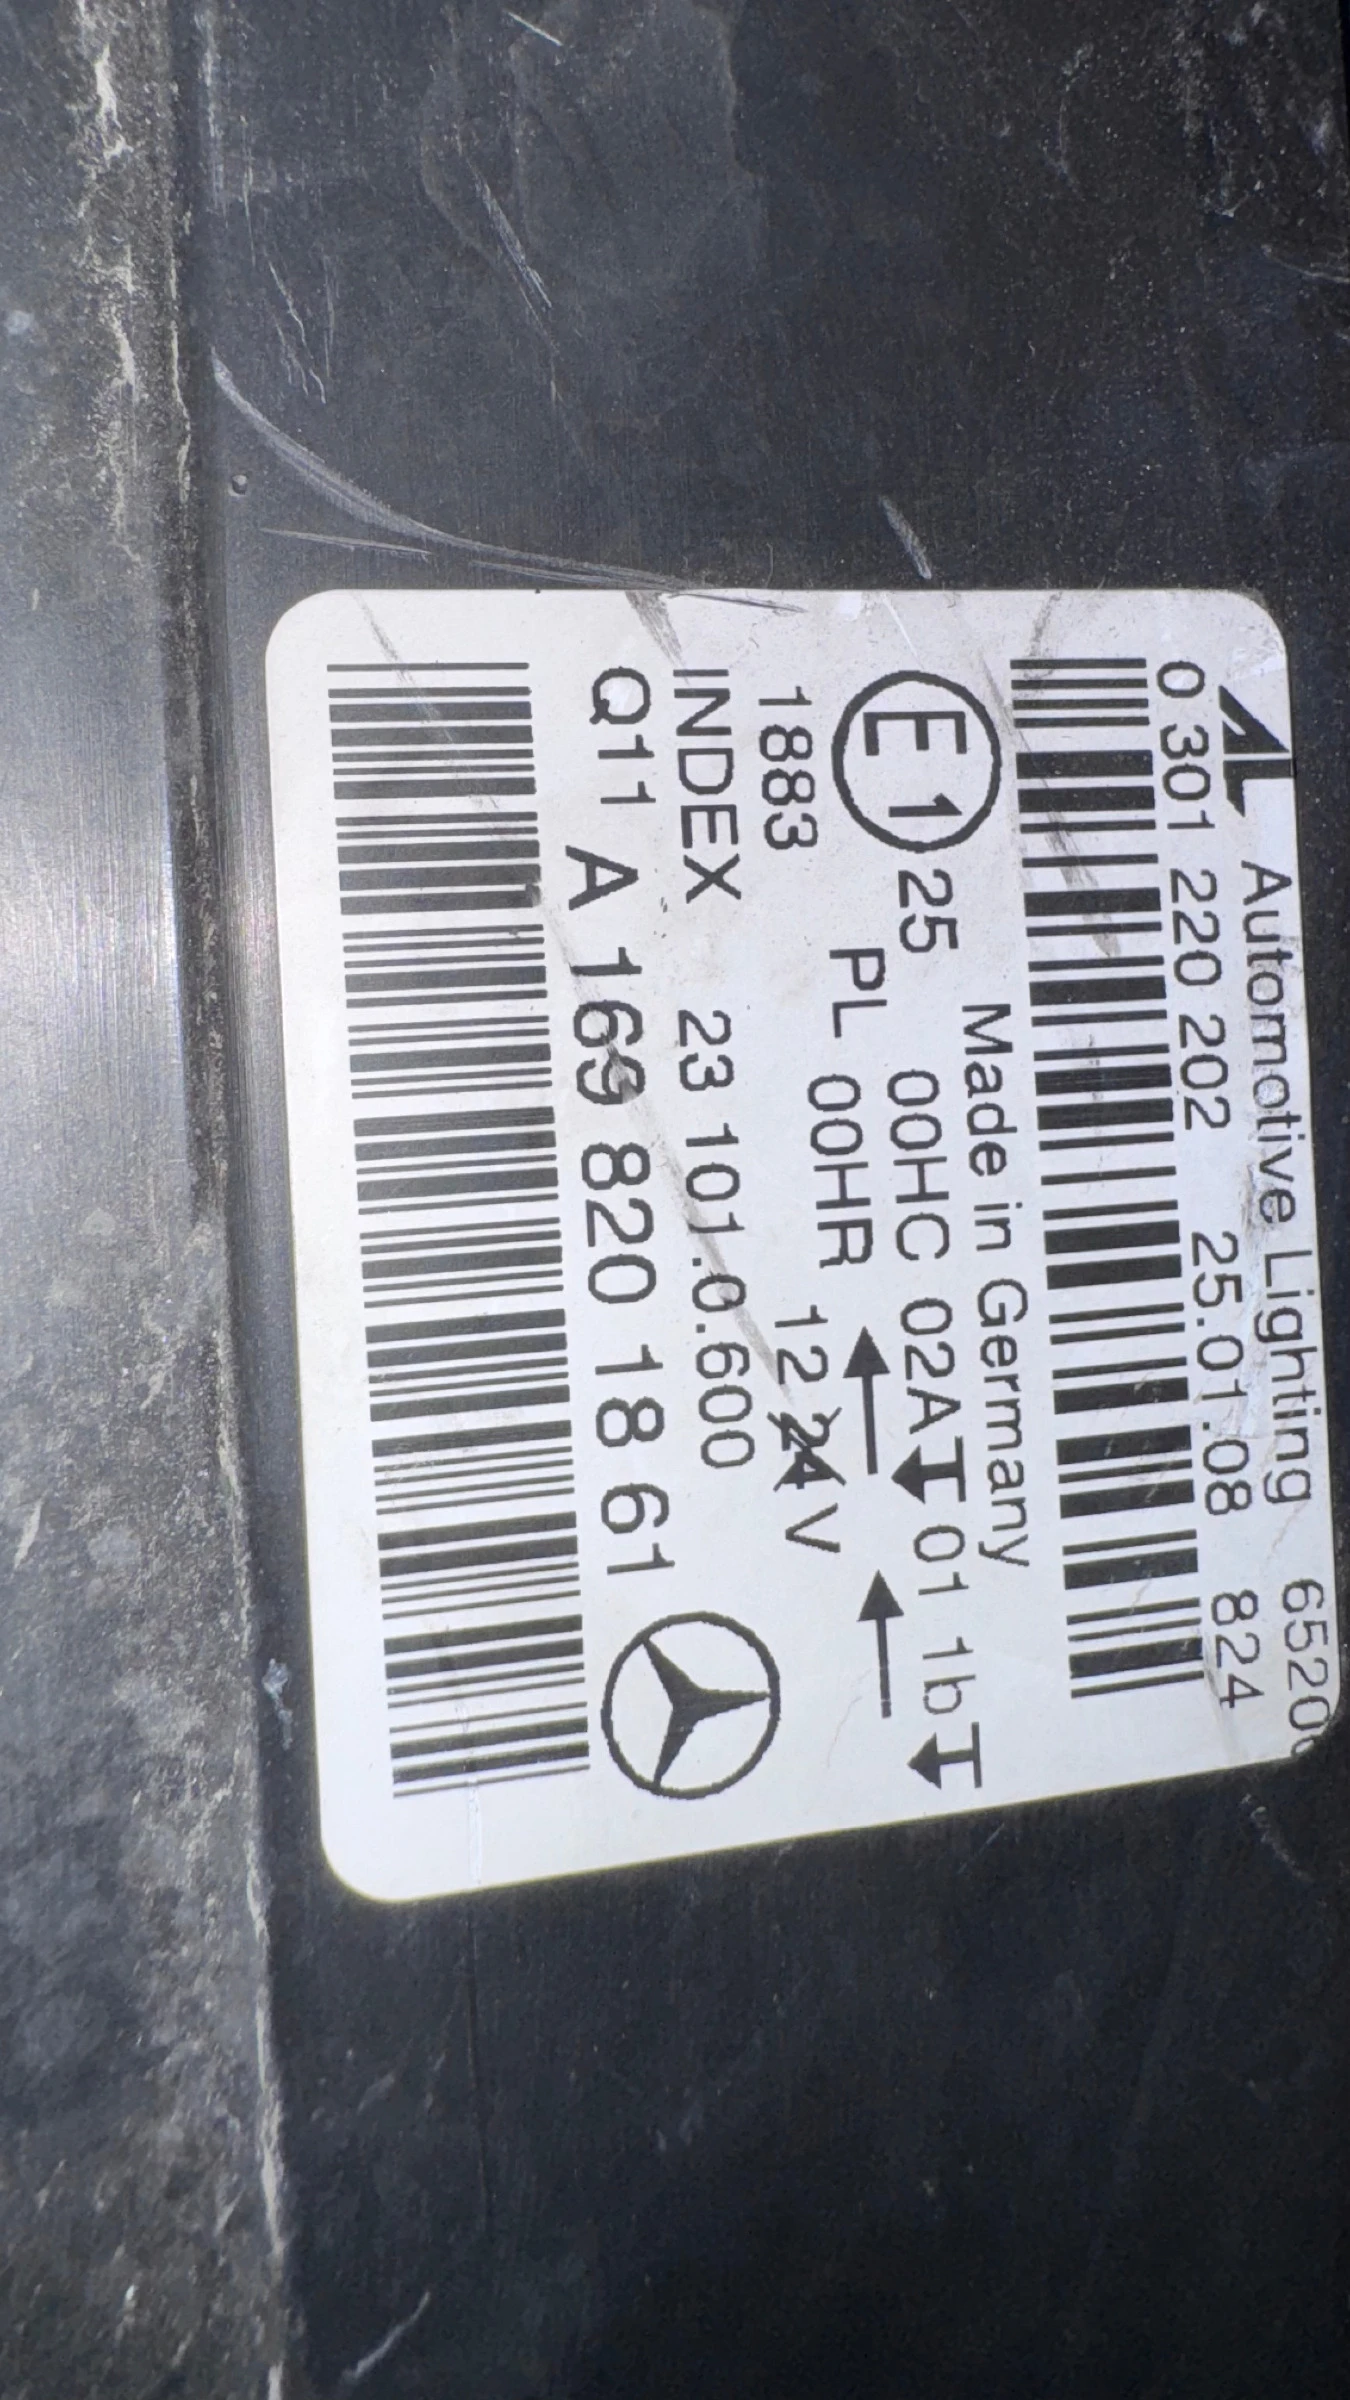 AL Automotive Lighting 6520
0 301 220 202 25.01.08 824
Made in Germany
E1 25 00HC 02A 01 1b
PL 00HR
1883 12 24 V
INDEX 23 101.0.600
Q11 A 169 820 18 61